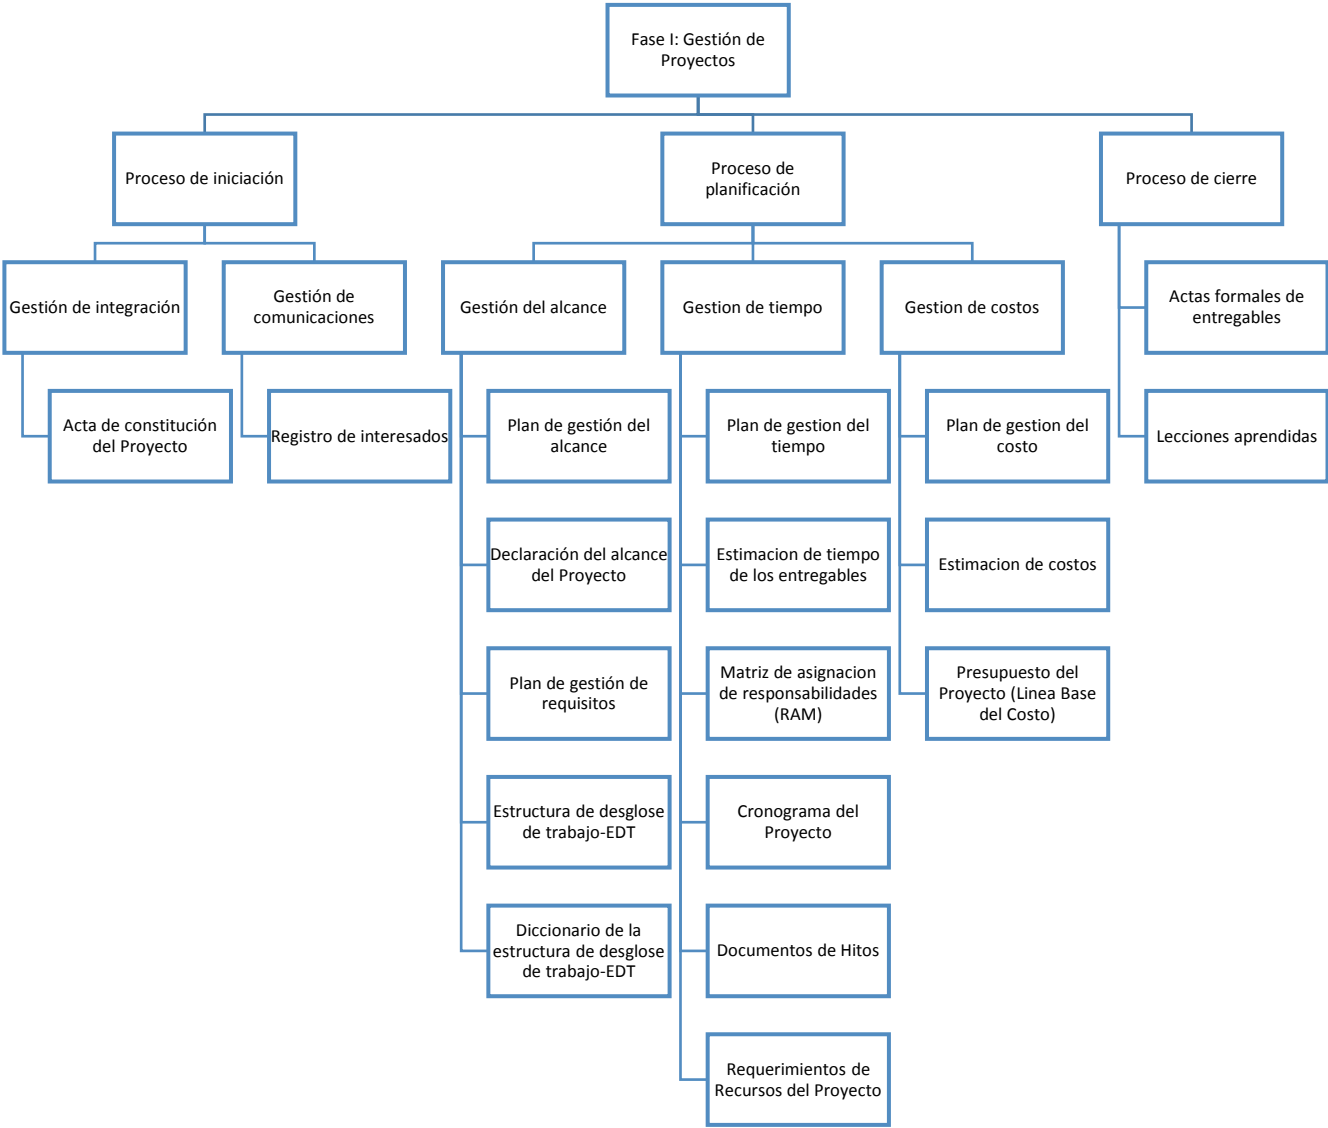 Fase I: Gestión de
Proyectos
Proceso de iniciación
Proceso de
planificación
Proceso de cierre
Gestión de integración
Gestión de
comunicaciones
Gestión del alcance
Gestion de tiempo
Gestion de costos
Actas formales de
entregables
Acta de constitución
del Proyecto
Registro de interesados
Plan de gestión del
alcance
Plan de gestion del
tiempo
Plan de gestion del
costo
Lecciones aprendidas
Declaración del alcance
del Proyecto
Estimacion de tiempo
de los entregables
Estimacion de costos
Plan de gestión de
requisitos
Matriz de asignacion
de responsabilidades
(RAM)
Presupuesto del
Proyecto (Linea Base
del Costo)
Estructura de desglose
de trabajo-EDT
Cronograma del
Proyecto
Diccionario de la
estructura de desglose
de trabajo-EDT
Documentos de Hitos
Requerimientos de
Recursos del Proyecto